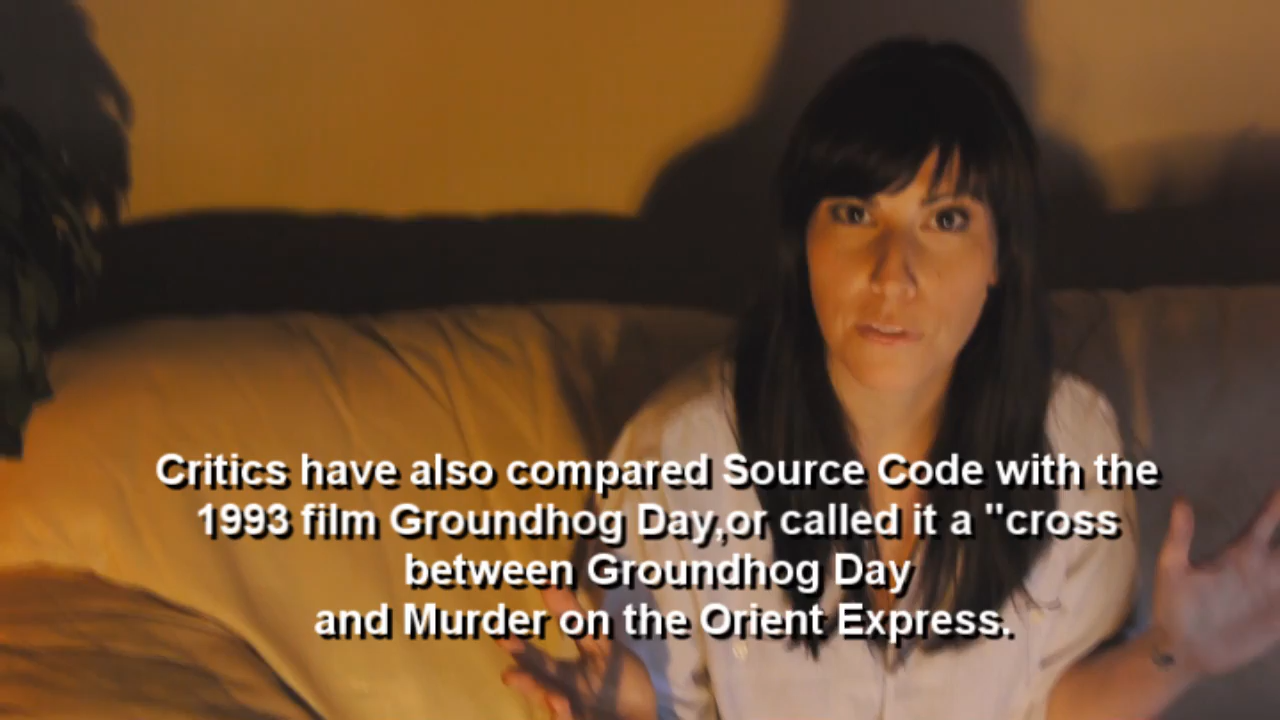 Critics have also compared Source Code with the
1993 film Groundhog Day,or called it a "cross
between Groundhog Day
and Murder on the Orient Express.